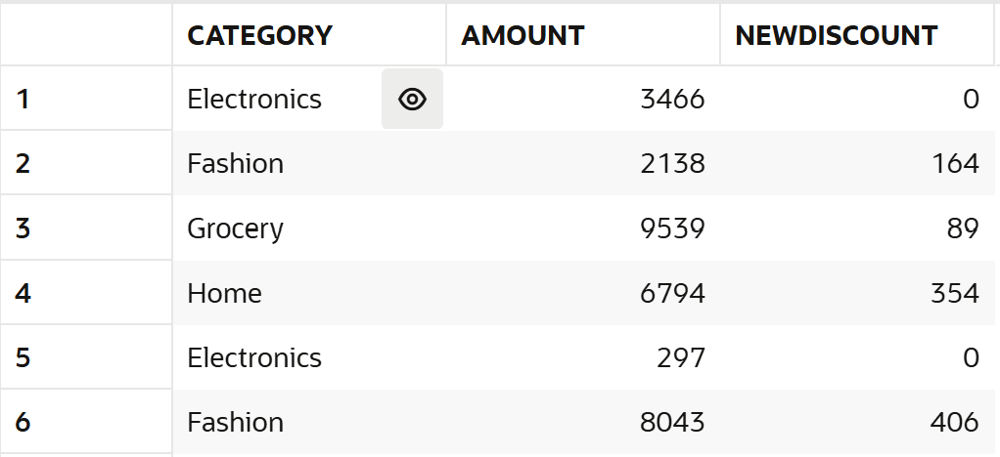 CATEGORY AMOUNT NEWDISCOUNT
1 Electronics 3466 0
2 Fashion 2138 164
3 Grocery 9539 89
4 Home 6794 354
5 Electronics 297 0
6 Fashion 8043 406